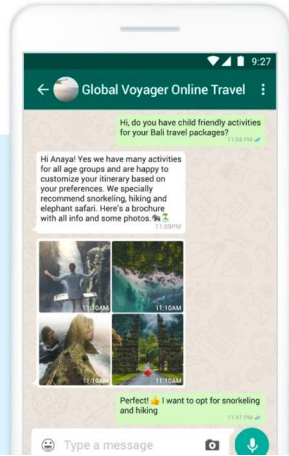 9:27
Global Voyager Online Travel
Hi, do you have child friendly activities
for your Bali travel packages?
11:04 PM
Hi Anaya! Yes we have many activities
for all age groups and are happy to
customize your itinerary based on
your preferences. We specially
recommend snorkeling, hiking and
elephant safari. Here's a brochure
with all info and some photos.🐘🏝️
11:09PM
11:10AM 11:10AM
11:10AM 11:10AM
Perfect! 👍 I want to opt for snorkeling
and hiking
11:47 PM
Type a message